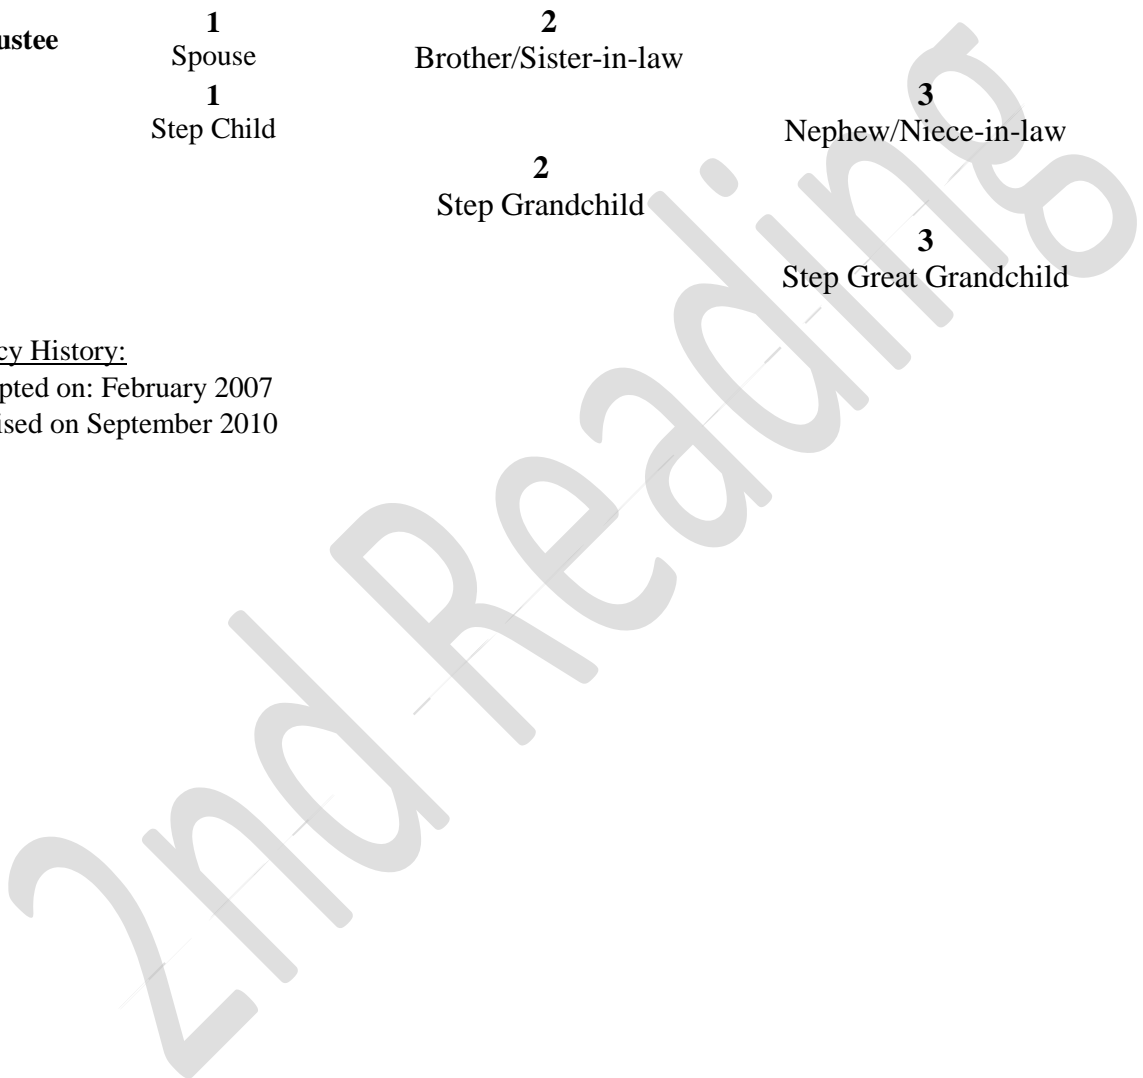 ustee
1 2
Spouse Brother/Sister-in-law
1 3
Step Child Nephew/Niece-in-law
2
Step Grandchild
3
Step Great Grandchild
cy History:
pted on: February 2007
ised on September 2010
2nd Reading